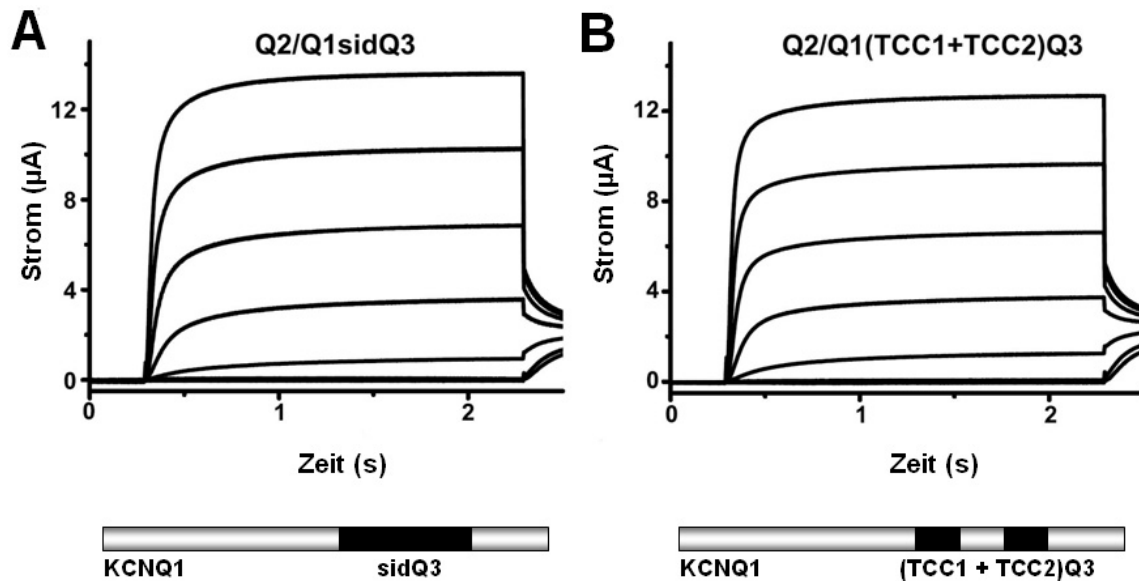 A
Q2/Q1sidQ3
Strom (µA)
12
8
4
0
0
1
2
Zeit (s)
KCNQ1
sidQ3
B
Q2/Q1(TCC1+TCC2)Q3
Strom (µA)
12
8
4
0
0
1
2
Zeit (s)
KCNQ1
(TCC1 + TCC2)Q3